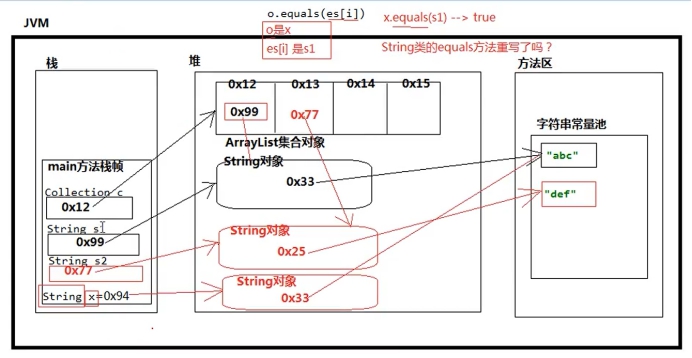 o.equals(es[i])
x.equals(s1) --> true
o是x
es[i] 是s1
String类的equals方法重写了吗？
JVM
栈
堆
方法区
0x12
0x13
0x14
0x15
0x99
0x77
ArrayList集合对象
字符串常量池
String对象
0x33
"abc"
"def"
main方法栈帧
Collection c
0x12
String s1
0x99
String s2
0x77
String x=0x94
String对象
0x25
String对象
0x33